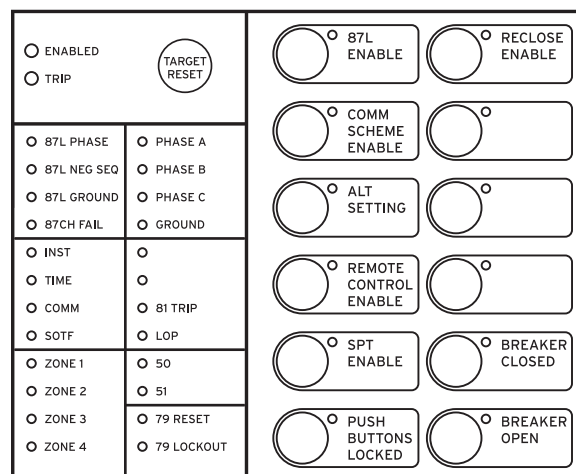 ENABLED
TRIP
TARGET
RESET
87L PHASE
87L NEG SEQ
87L GROUND
87CH FAIL
PHASE A
PHASE B
PHASE C
GROUND
INST
TIME
COMM
SOTF
81 TRIP
LOP
ZONE 1
ZONE 2
ZONE 3
ZONE 4
50
51
79 RESET
79 LOCKOUT
87L
ENABLE
RECLOSE
ENABLE
COMM
SCHEME
ENABLE
ALT
SETTING
REMOTE
CONTROL
ENABLE
SPT
ENABLE
BREAKER
CLOSED
PUSH
BUTTONS
LOCKED
BREAKER
OPEN